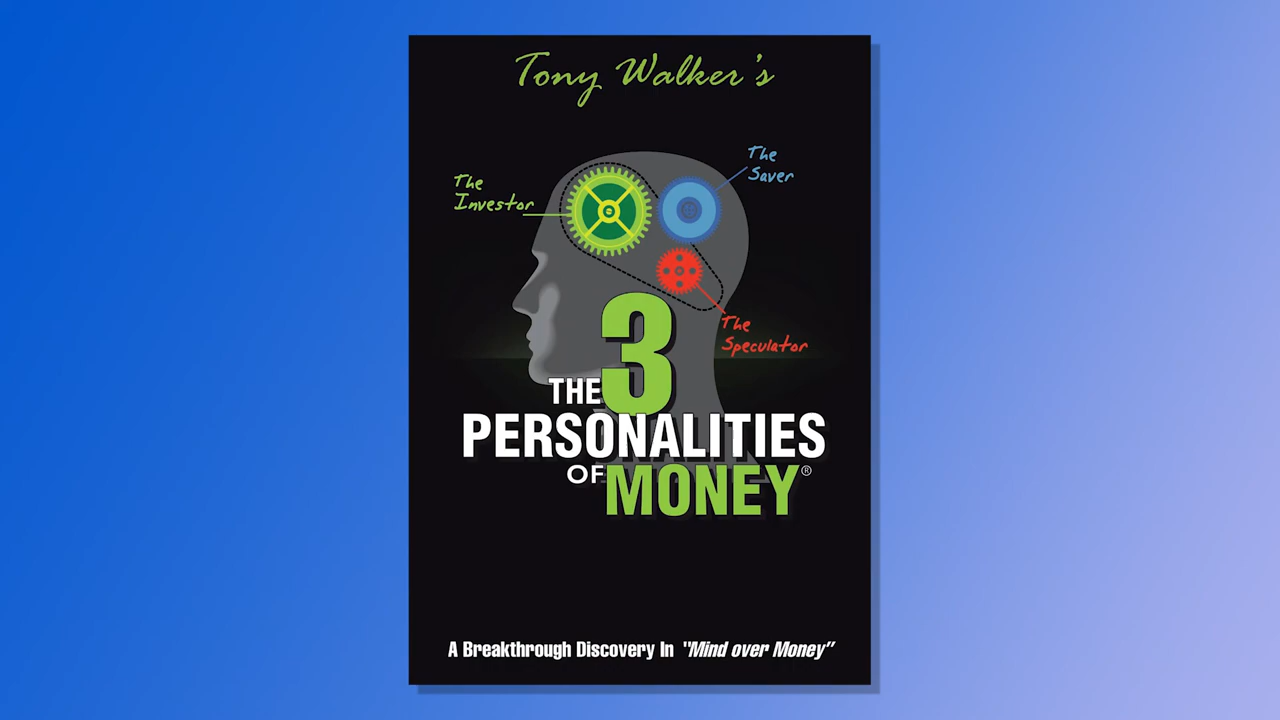 Tony Walker's
The
Saver
The
Investor
The
Speculator
THE 3
PERSONALITIES
OF MONEY®
A Breakthrough Discovery In "Mind over Money"